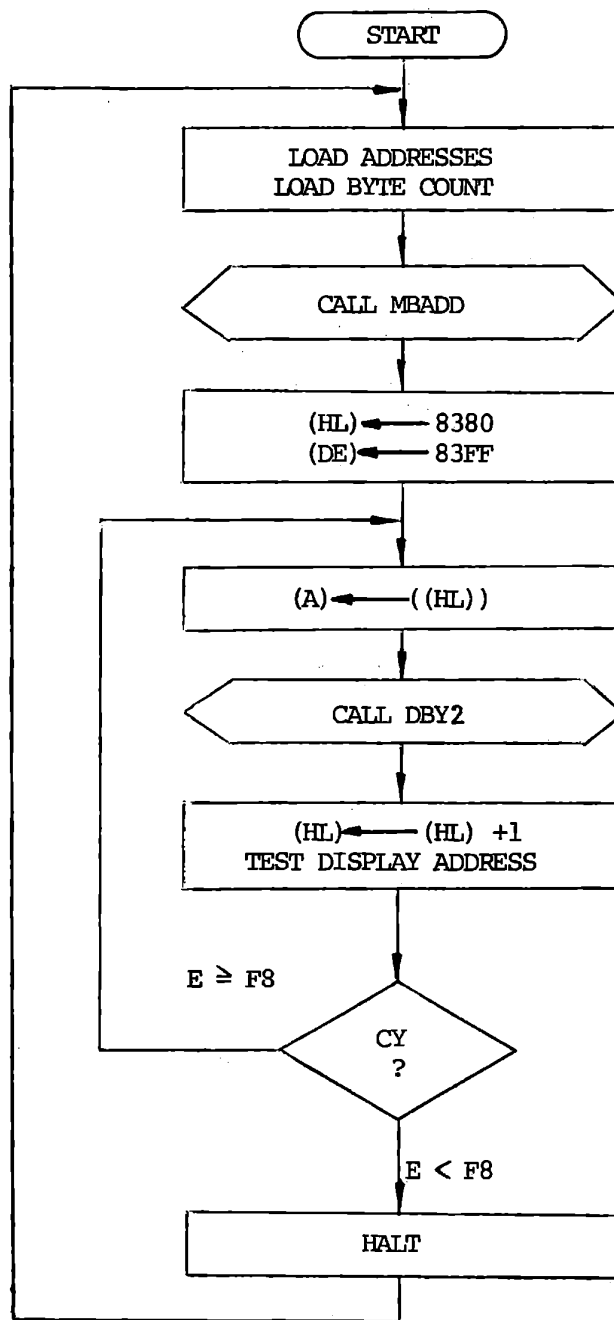 START
LOAD ADDRESSES
LOAD BYTE COUNT
CALL MBADD
(HL) ← 8380
(DE) ← 83FF
(A) ← ((HL))
CALL DBY2
(HL) ← (HL) +1
TEST DISPLAY ADDRESS
E ≥ F8
CY
?
E < F8
HALT